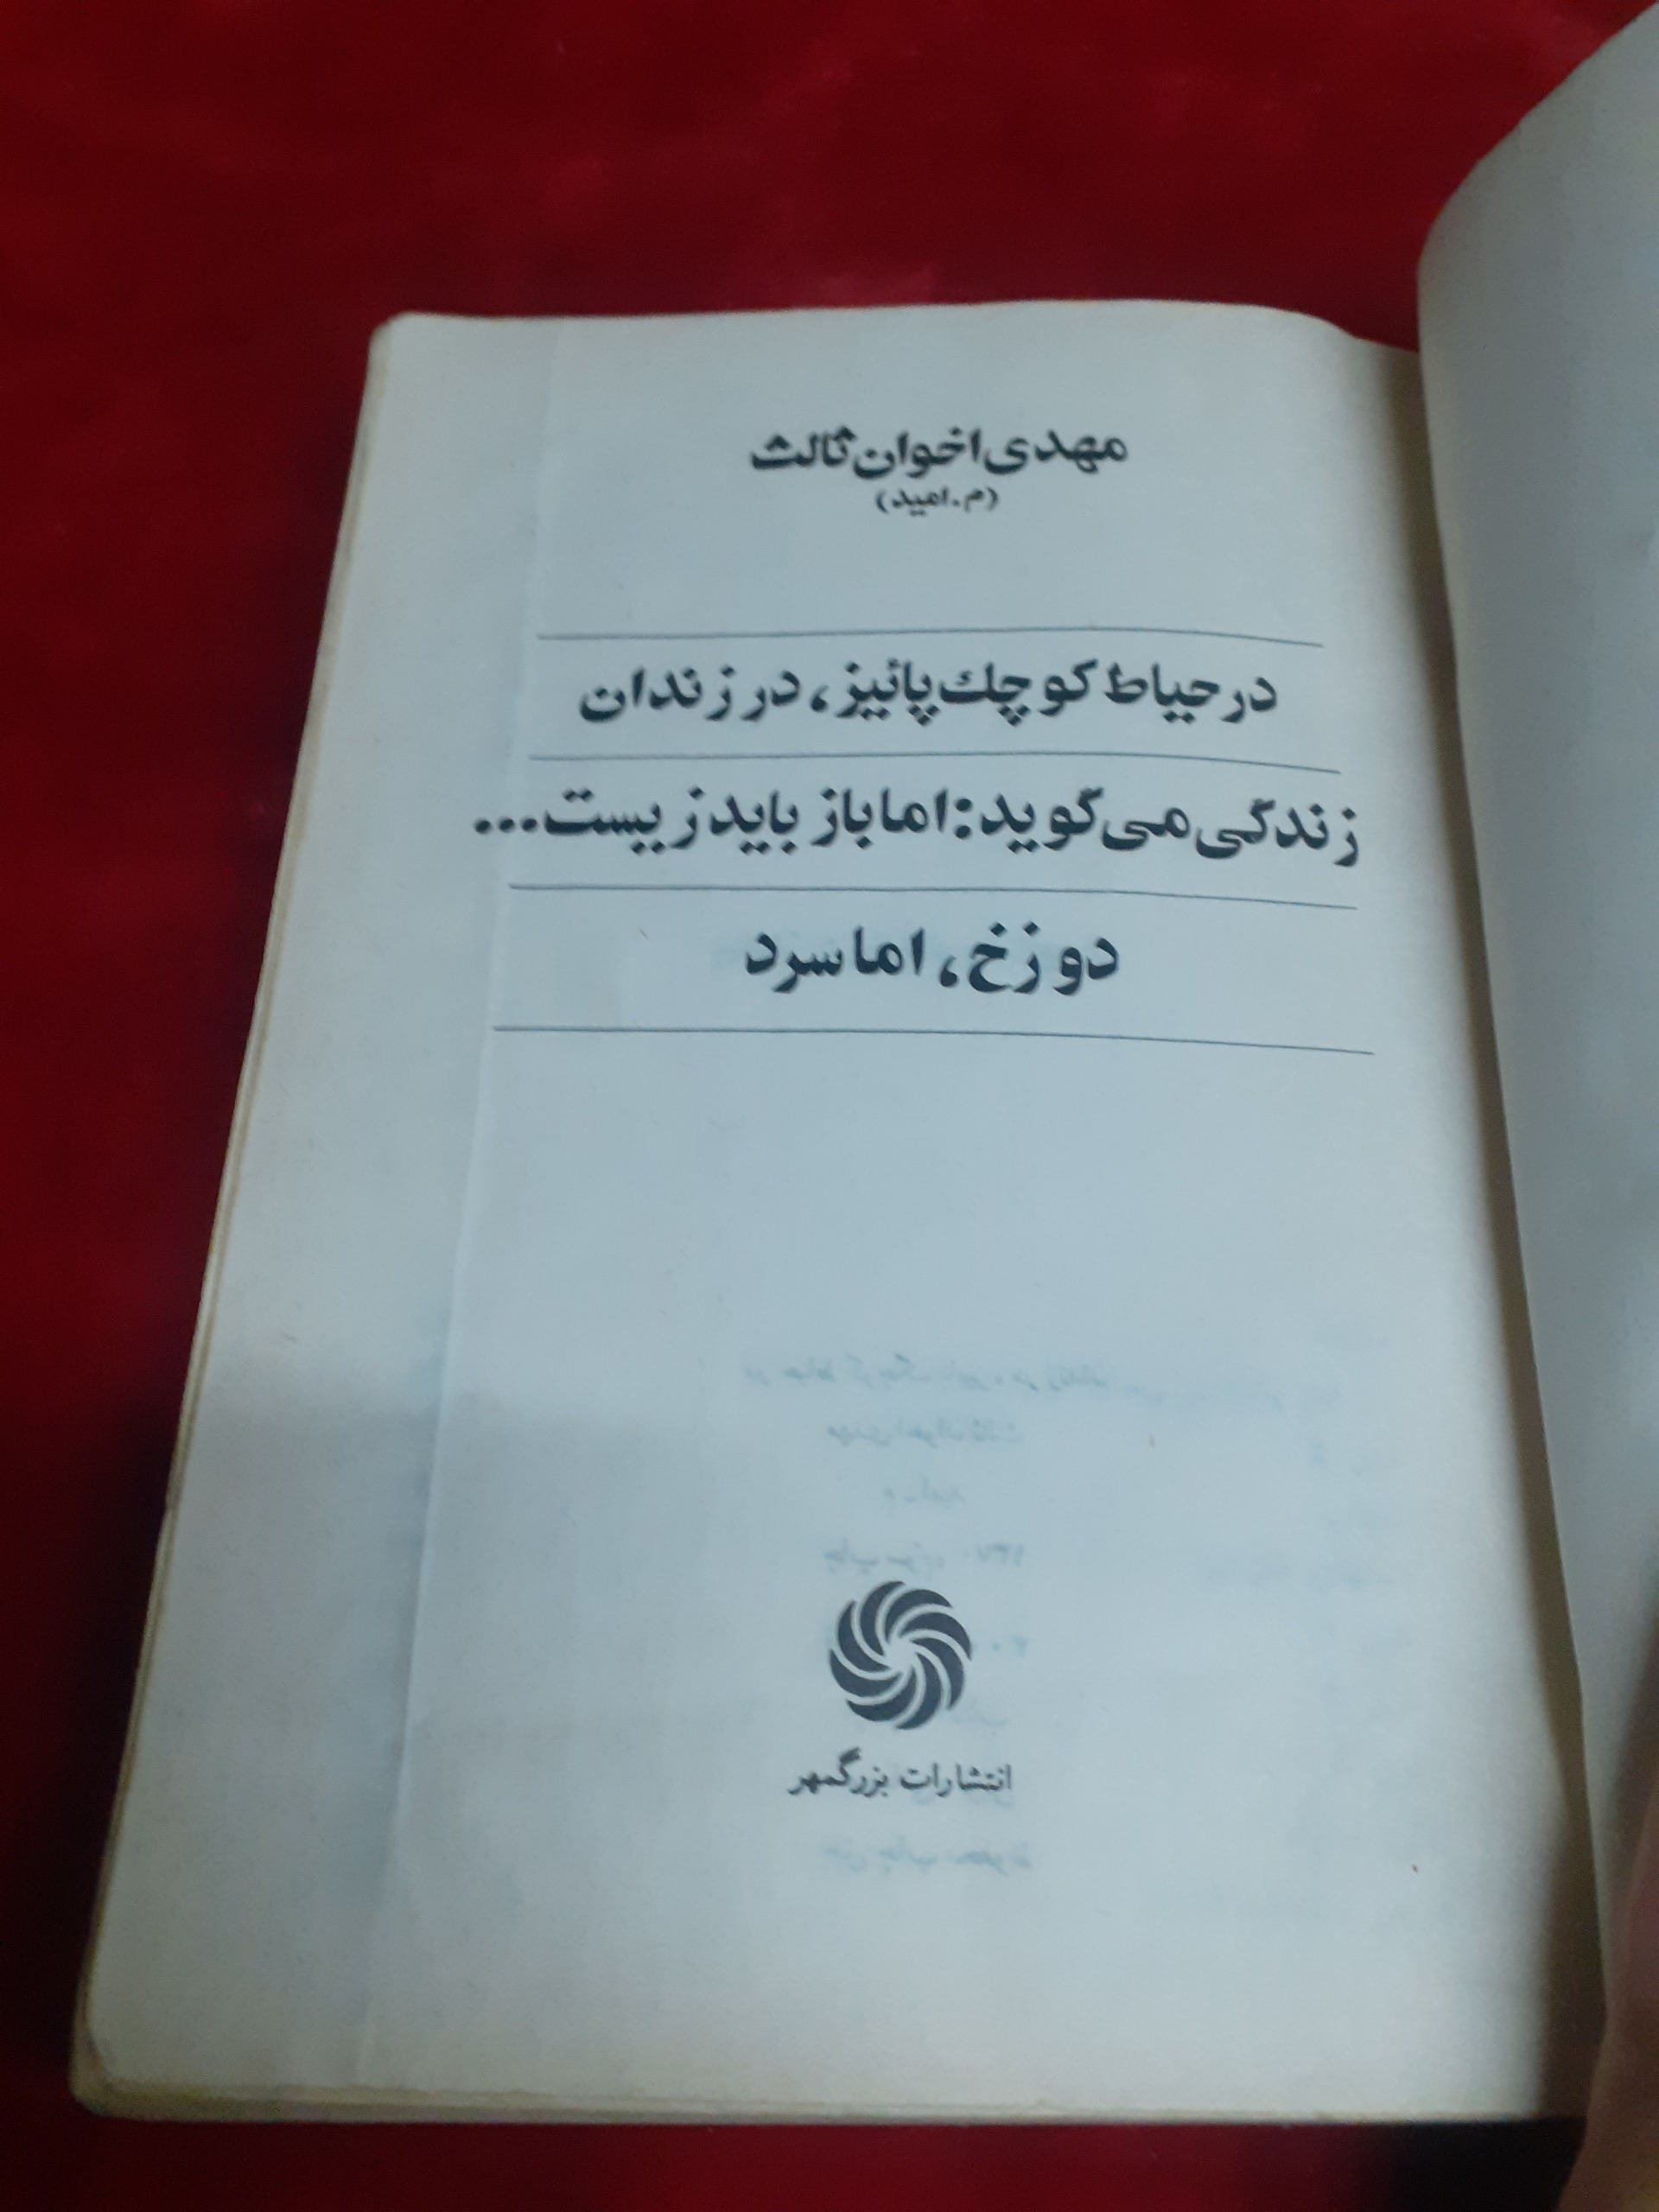 مهدی اخوان ثالث
(م. امید)
در حیاط کوچك پائیز، در زندان
زندگی می‌گوید: اما باز باید زیست...
دوزخ، اما سرد
انتشارات بزرگمهر